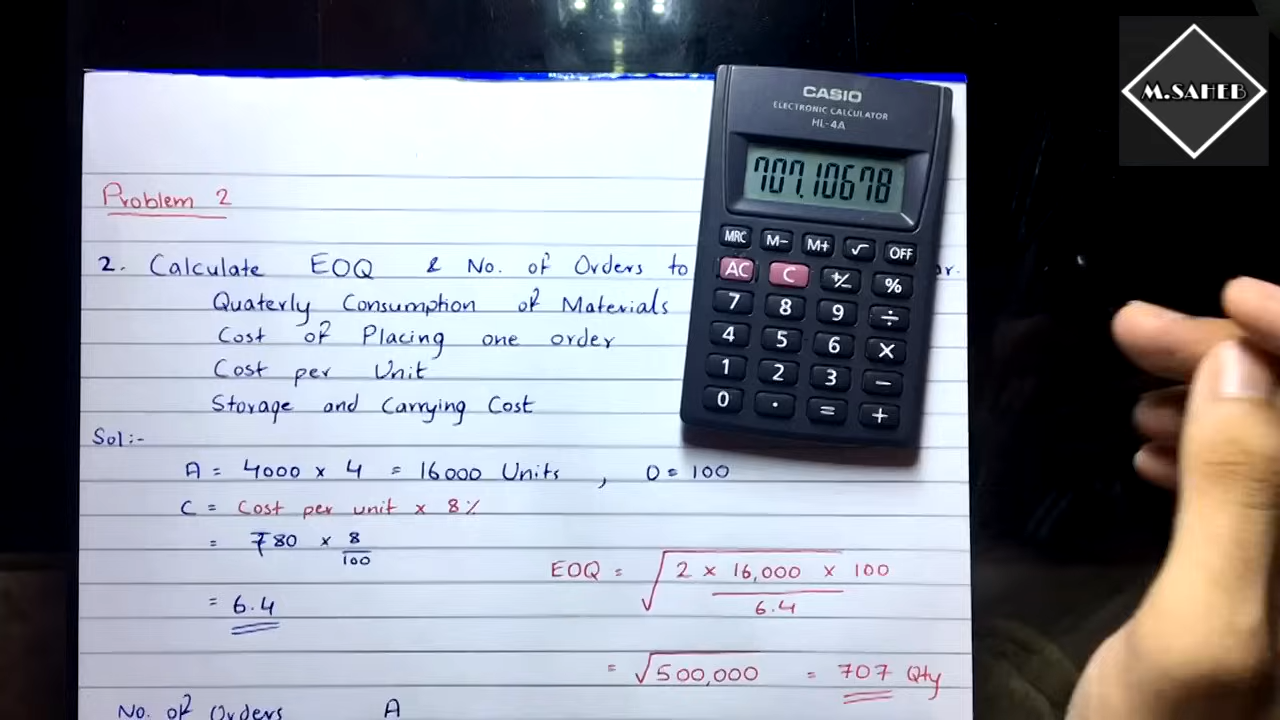 M.SAHEB
CASIO
ELECTRONIC CALCULATOR
HL-4A
707.10678
MRC M- M+ √ OFF
AC C +/- %
7 8 9 ÷
4 5 6 ×
1 2 3 −
0 . = +
Problem 2
2. Calculate EOQ & No. of Orders to ar.
Quaterly Consumption of Materials
Cost of Placing one order
Cost per Unit
Storage and Carrying Cost
Sol:-
A = 4000 × 4 = 16000 Units , O = 100
C = Cost per unit × 8%
= ₹80 × 8/100
= 6.4
EOQ = √ 2 × 16,000 × 100 / 6.4
= √500,000 = 707 Qty
No. of Orders A